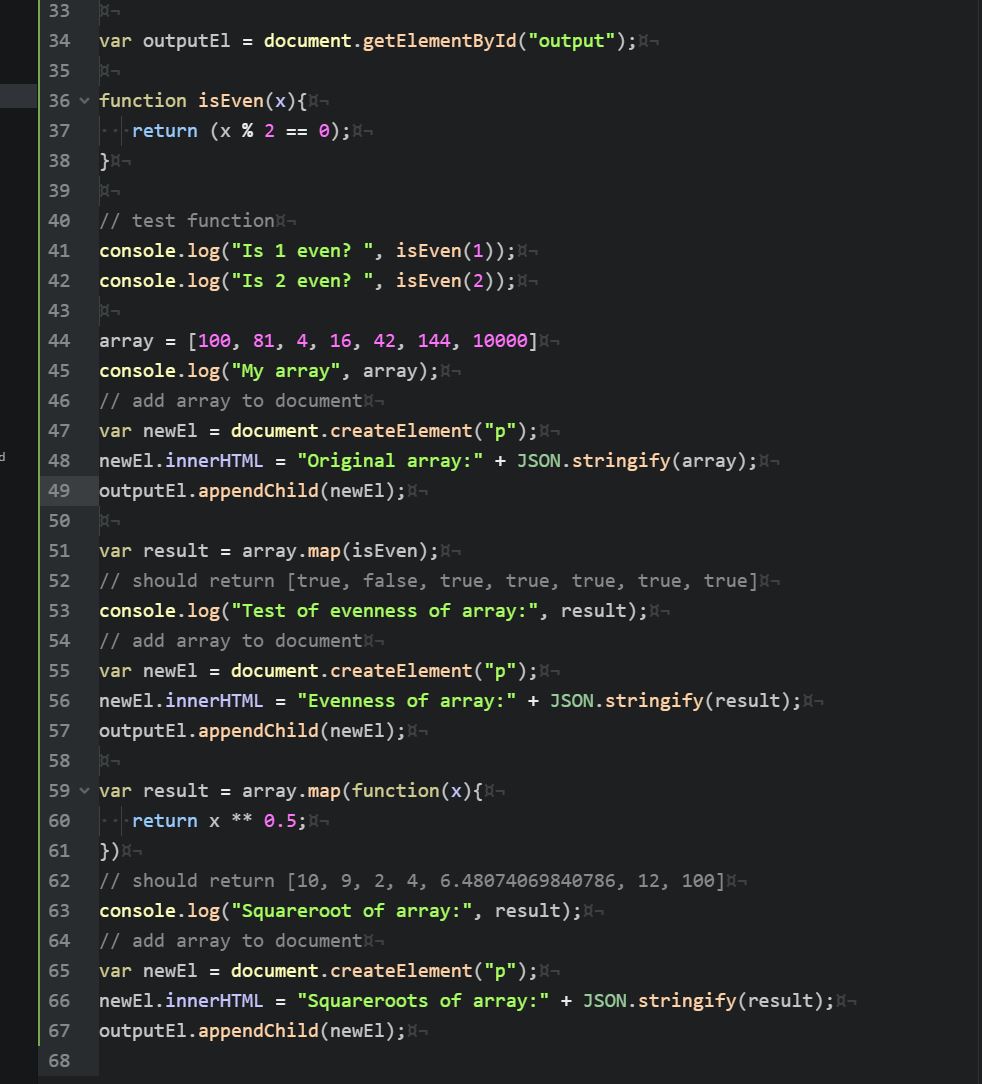 33 ¤¬
34 var outputEl = document.getElementById("output");¤¬
35 ¤¬
36 function isEven(x){¤¬
37 ··· return (x % 2 == 0);¤¬
38 }¤¬
39 ¤¬
40 // test function¤¬
41 console.log("Is 1 even? ", isEven(1));¤¬
42 console.log("Is 2 even? ", isEven(2));¤¬
43 ¤¬
44 array = [100, 81, 4, 16, 42, 144, 10000]¤¬
45 console.log("My array", array);¤¬
46 // add array to document¤¬
47 var newEl = document.createElement("p");¤¬
48 newEl.innerHTML = "Original array:" + JSON.stringify(array);¤¬
49 outputEl.appendChild(newEl);¤¬
50 ¤¬
51 var result = array.map(isEven);¤¬
52 // should return [true, false, true, true, true, true, true]¤¬
53 console.log("Test of evenness of array:", result);¤¬
54 // add array to document¤¬
55 var newEl = document.createElement("p");¤¬
56 newEl.innerHTML = "Evenness of array:" + JSON.stringify(result);¤¬
57 outputEl.appendChild(newEl);¤¬
58 ¤¬
59 var result = array.map(function(x){¤¬
60 ··· return x ** 0.5;¤¬
61 })¤¬
62 // should return [10, 9, 2, 4, 6.48074069840786, 12, 100]¤¬
63 console.log("Squareroot of array:", result);¤¬
64 // add array to document¤¬
65 var newEl = document.createElement("p");¤¬
66 newEl.innerHTML = "Squareroots of array:" + JSON.stringify(result);¤¬
67 outputEl.appendChild(newEl);¤¬
68